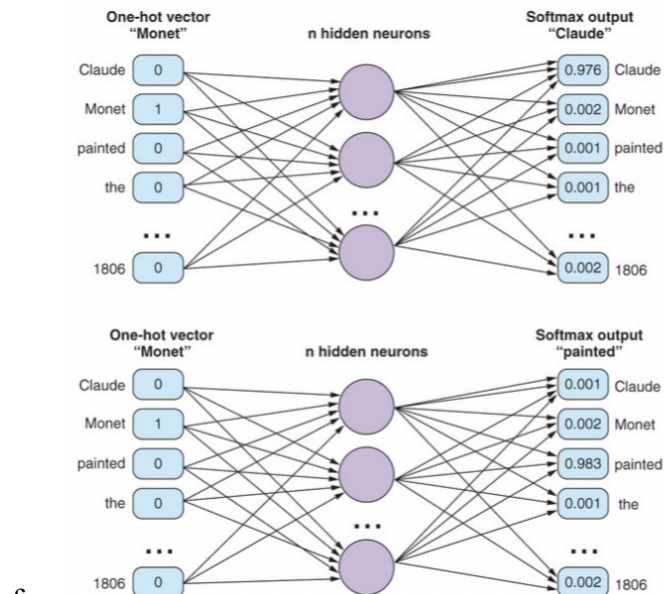 One-hot vector
“Monet”
n hidden neurons
Softmax output
“Claude”
Claude 0 0.976 Claude
Monet 1 0.002 Monet
painted 0 0.001 painted
the 0 0.001 the
... ... ...
1806 0 0.002 1806
One-hot vector
“Monet”
n hidden neurons
Softmax output
“painted”
Claude 0 0.001 Claude
Monet 1 0.002 Monet
painted 0 0.983 painted
the 0 0.001 the
... ... ...
1806 0 0.002 1806